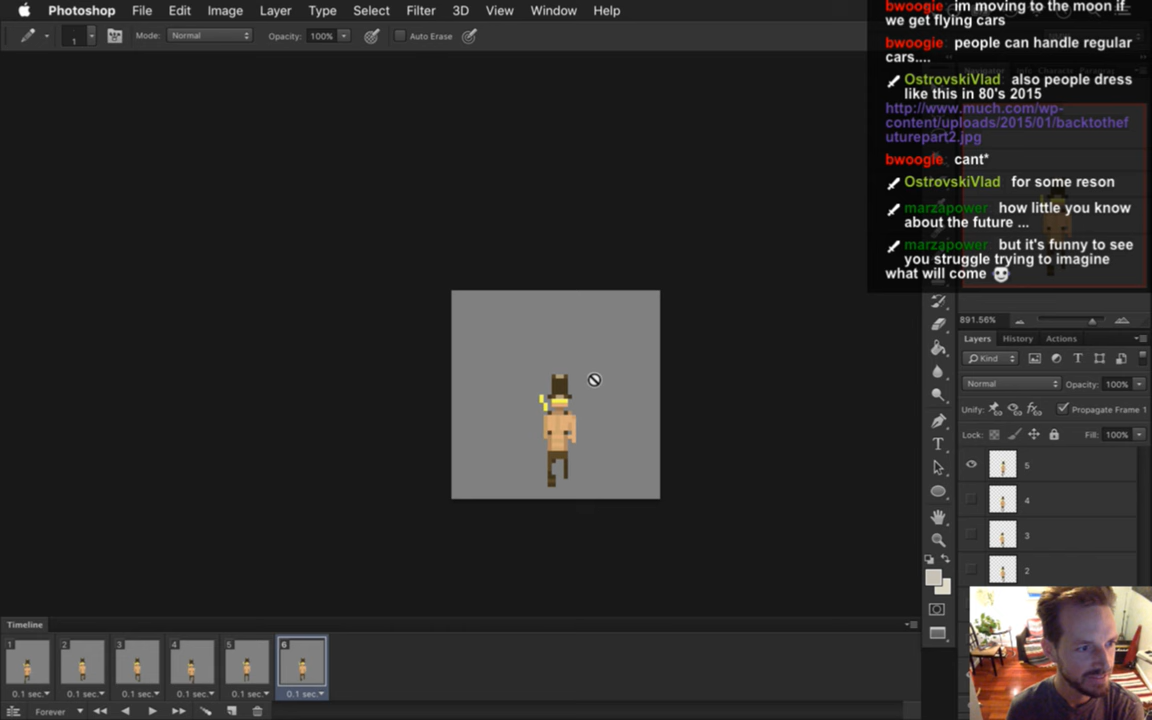 Photoshop File Edit Image Layer Type Select Filter 3D View Window Help
1 Mode: Normal Opacity: 100% Auto Erase
bwoogie: im moving to the moon if
we get flying cars
bwoogie: people can handle regular
cars....
OstrovskiVlad also people dress
like this in 80's 2015
http://www.much.com/wp-
content/uploads/2015/01/backtothef
uturepart2.jpg
bwoogie: cant*
OstrovskiVlad for some reson
marzapower how little you know
about the future ...
marzapower but it's funny to see
you struggle trying to imagine
what will come
891.56%
Layers History Actions
Kind
Normal Opacity: 100%
Unify: Propagate Frame 1
Lock: Fill: 100%
5
4
3
2
Timeline
1 2 3 4 5 6
0.1 sec. 0.1 sec. 0.1 sec. 0.1 sec. 0.1 sec. 0.1 sec.
Forever